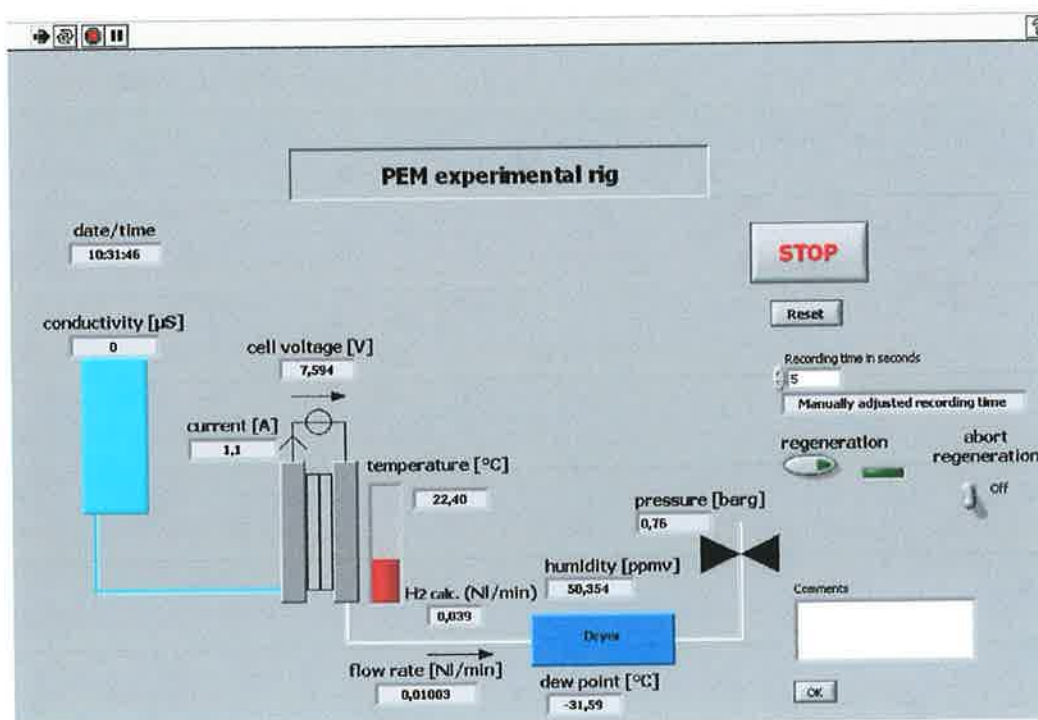 PEM experimental rig
date/time
10:31:46
STOP
Reset
conductivity [µS]
0
cell voltage [V]
7,594
Recording time in seconds
5
Manually adjusted recording time
current [A]
1,1
regeneration
abort
regeneration
Off
temperature [°C]
22,40
pressure [barg]
0,76
humidity [ppmv]
50,354
H2 calc. (Nl/min)
0,039
Comments
Dryer
flow rate [Nl/min]
0,01003
dew point [°C]
-31,59
OK